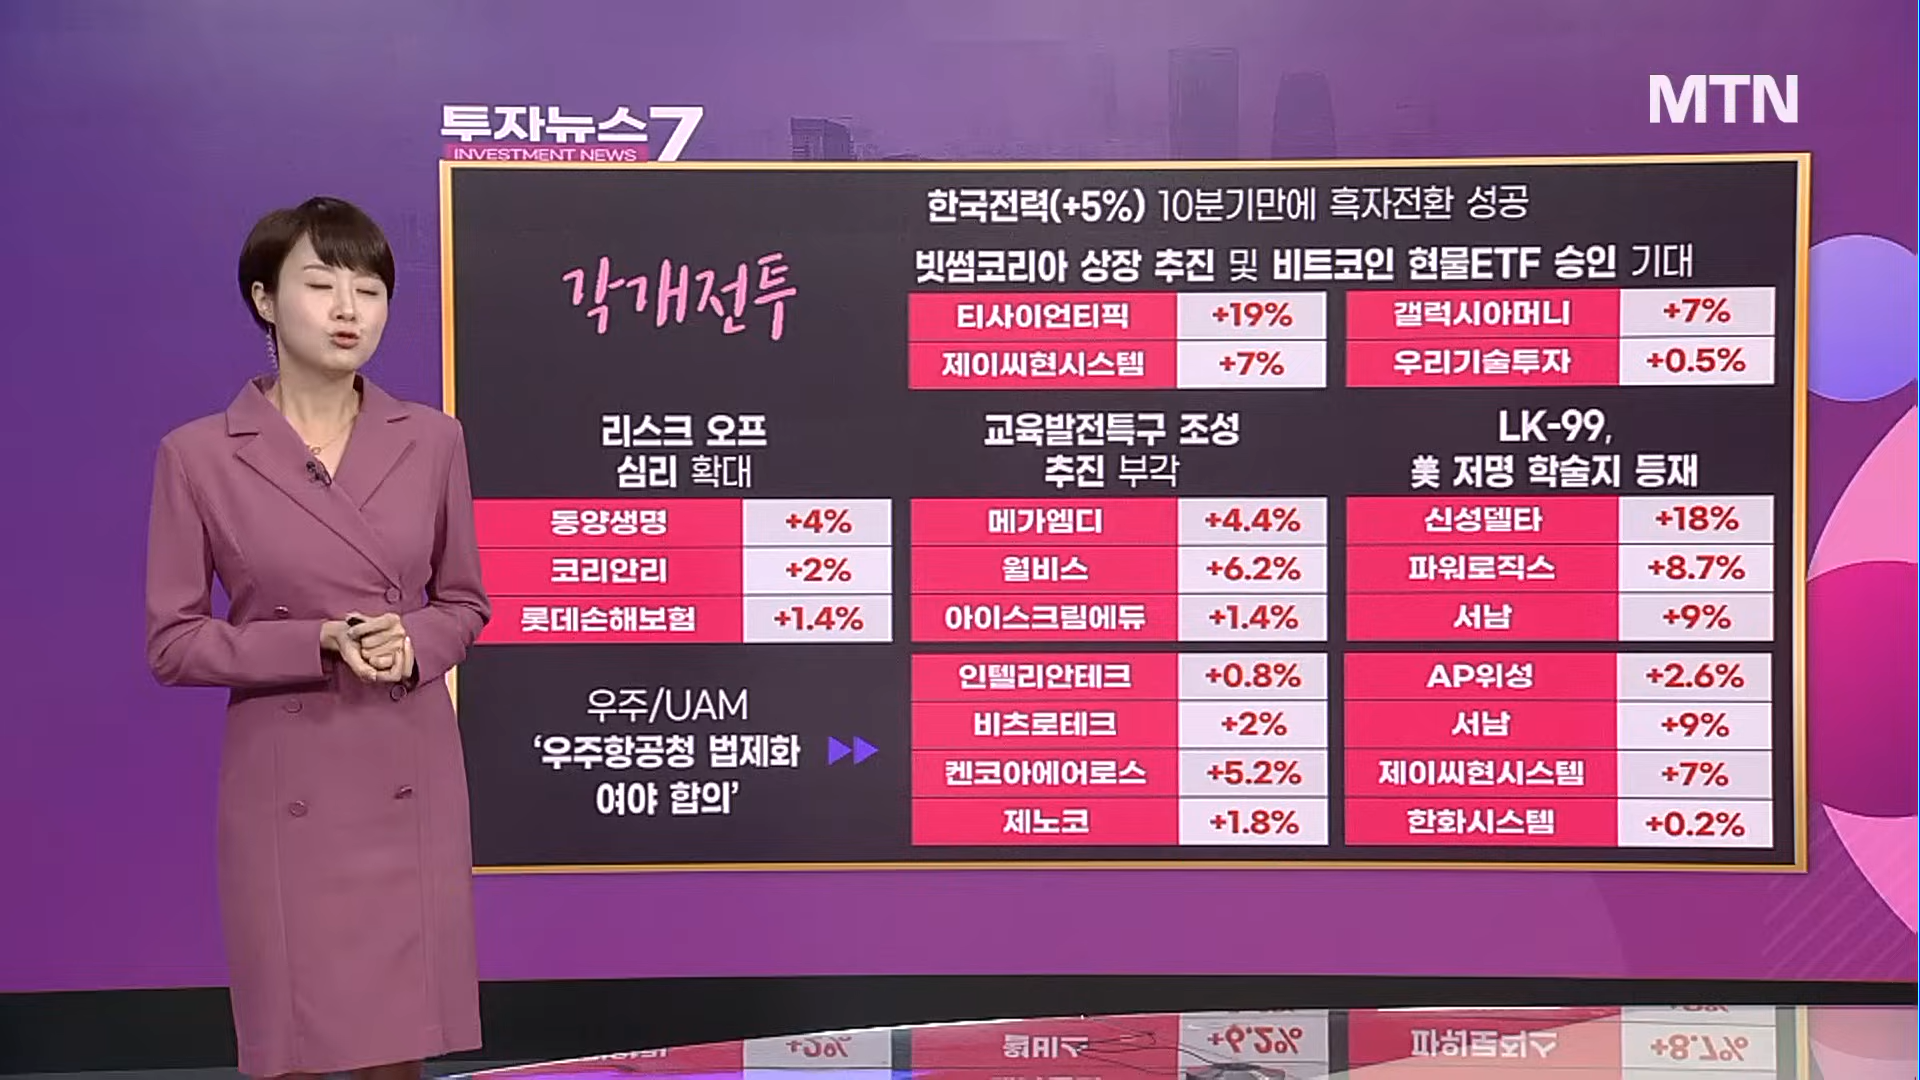 MTN
투자뉴스7
INVESTMENT NEWS
각개전투
한국전력(+5%) 10분기만에 흑자전환 성공
빗썸코리아 상장 추진 및 비트코인 현물ETF 승인 기대
티사이언티픽 +19% 갤럭시아머니 +7%
제이씨현시스템 +7% 우리기술투자 +0.5%
리스크 오프
심리 확대
동양생명 +4%
코리안리 +2%
롯데손해보험 +1.4%
교육발전특구 조성
추진 부각
메가엠디 +4.4%
월비스 +6.2%
아이스크림에듀 +1.4%
LK-99,
美 저명 학술지 등재
신성델타 +18%
파워로직스 +8.7%
서남 +9%
우주/UAM
‘우주항공청 법제화
여야 합의’
인텔리안테크 +0.8% AP위성 +2.6%
비츠로테크 +2% 서남 +9%
켄코아에어로스 +5.2% 제이씨현시스템 +7%
제노코 +1.8% 한화시스템 +0.2%